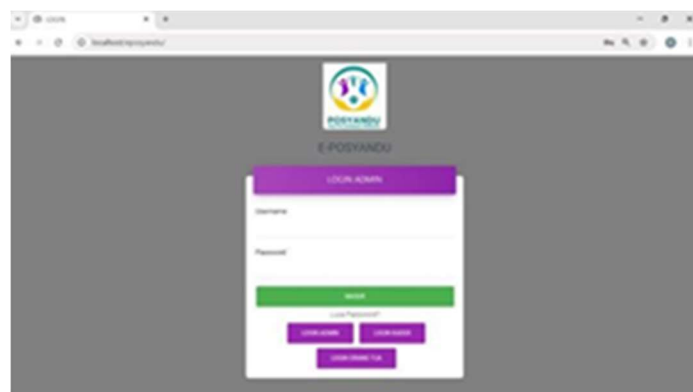 LOGIN
localhost/eposyandu/
POSYANDU
E-POSYANDU
LOGIN ADMIN
Username
Password
MASUK
Lupa Password?
LOGIN ADMIN LOGIN KADER
LOGIN ORANG TUA